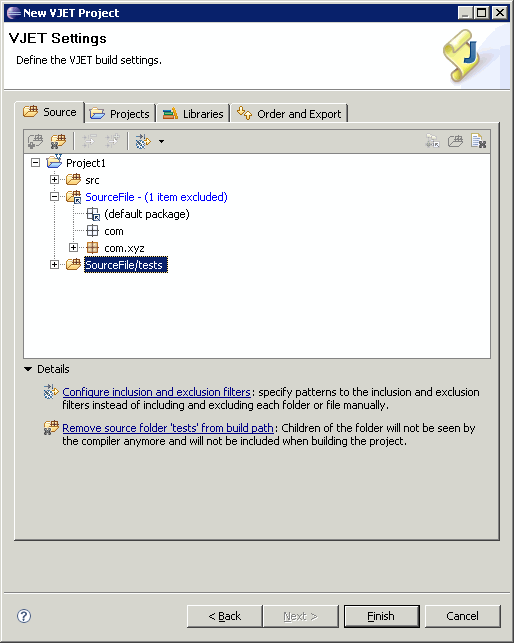 New VJET Project
VJET Settings
Define the VJET build settings.
Source Projects Libraries Order and Export
Project1
src
SourceFile - (1 item excluded)
(default package)
com
com.xyz
SourceFile/tests
Details
Configure inclusion and exclusion filters: specify patterns to the inclusion and exclusion
filters instead of including and excluding each folder or file manually.
Remove source folder 'tests' from build path: Children of the folder will not be seen by
the compiler anymore and will not be included when building the project.
< Back Next > Finish Cancel